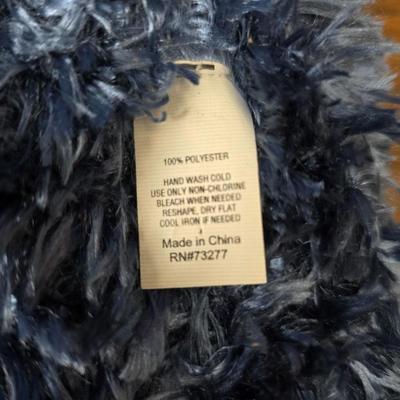 100% POLYESTER
HAND WASH COLD
USE ONLY NON-CHLORINE
BLEACH WHEN NEEDED
RESHAPE, DRY FLAT
COOL IRON IF NEEDED
Made in China
RN#73277